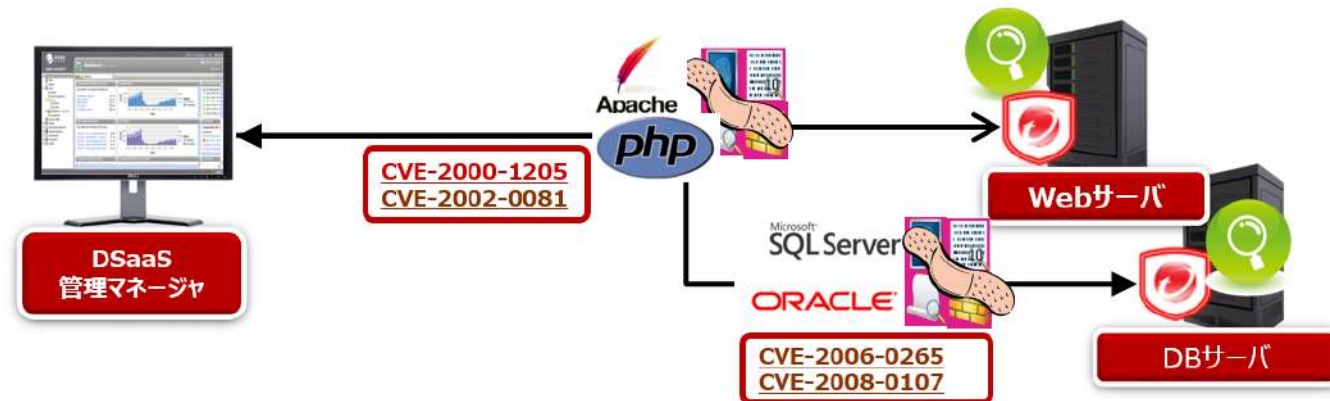 Apache
php
CVE-2000-1205
CVE-2002-0081
Webサーバ
DSaaS
管理マネージャ
Microsoft
SQL Server
ORACLE
CVE-2006-0265
CVE-2008-0107
DBサーバ